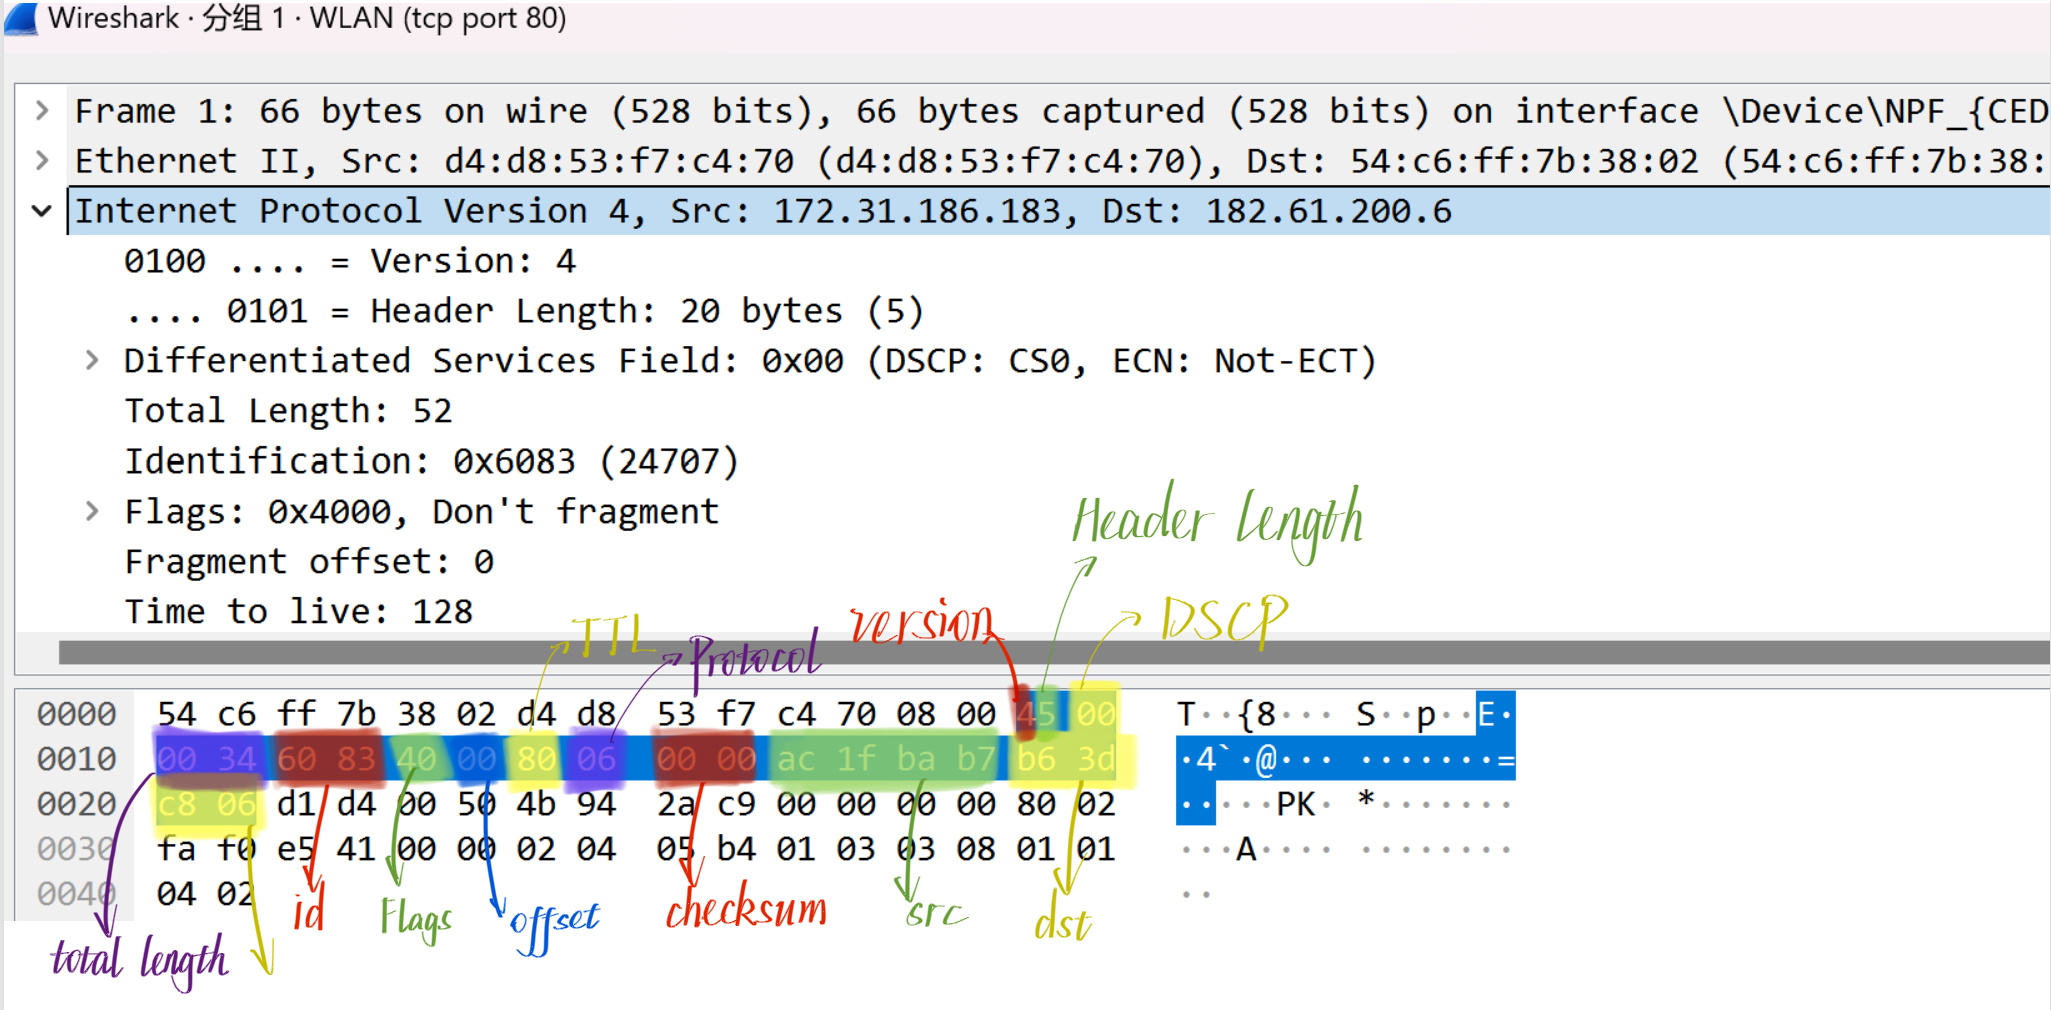 Wireshark · 分组 1 · WLAN (tcp port 80)
Frame 1: 66 bytes on wire (528 bits), 66 bytes captured (528 bits) on interface \Device\NPF_{CED
Ethernet II, Src: d4:d8:53:f7:c4:70 (d4:d8:53:f7:c4:70), Dst: 54:c6:ff:7b:38:02 (54:c6:ff:7b:38:
Internet Protocol Version 4, Src: 172.31.186.183, Dst: 182.61.200.6
0100 .... = Version: 4
.... 0101 = Header Length: 20 bytes (5)
Differentiated Services Field: 0x00 (DSCP: CS0, ECN: Not-ECT)
Total Length: 52
Identification: 0x6083 (24707)
Flags: 0x4000, Don't fragment
Header Length
Fragment offset: 0
Time to live: 128
TTL
Protocol
version
DSCP
0000 54 c6 ff 7b 38 02 d4 d8 53 f7 c4 70 08 00 45 00 T··{8··· S··p··E·
0010 00 34 60 83 40 00 80 06 00 00 ac 1f ba b7 b6 3d ·4`·@··· ·······=
0020 c8 06 d1 d4 00 50 4b 94 2a c9 00 00 00 00 80 02 ·····PK· *·······
0030 fa f0 e5 41 00 00 02 04 05 b4 01 03 03 08 01 01 ···A···· ········
0040 04 02 ··
total length
id
Flags
offset
checksum
src
dst